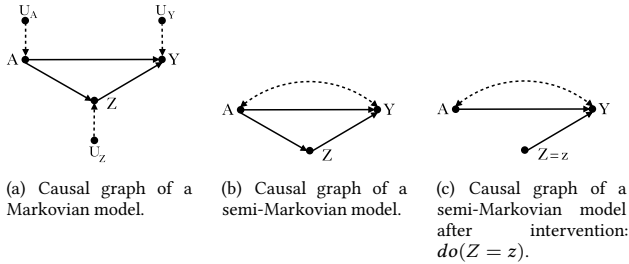 U_A
U_Y
A
Y
Z
U_Z
A
Y
Z
A
Y
Z=z
(a) Causal graph of a
Markovian model.
(b) Causal graph of a
semi-Markovian model.
(c) Causal graph of a
semi-Markovian model
after intervention:
do(Z = z).